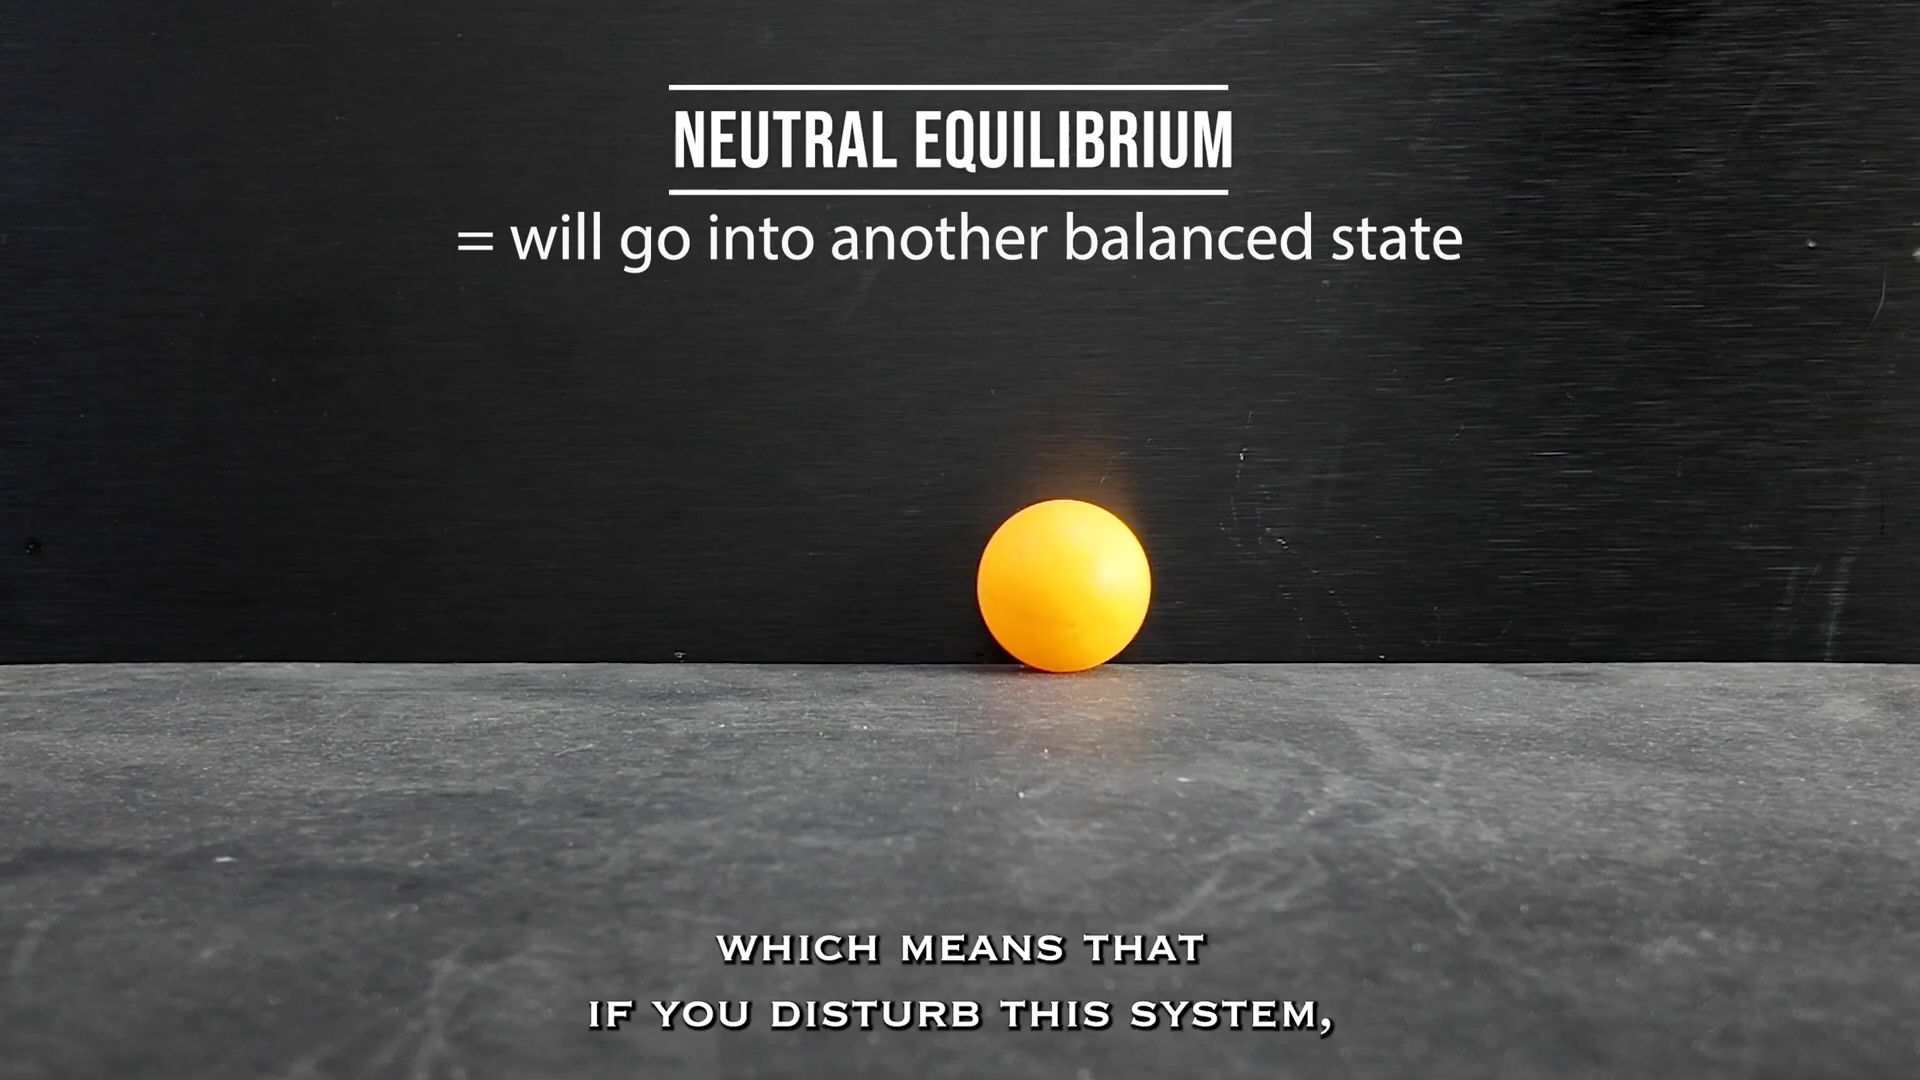 NEUTRAL EQUILIBRIUM
= will go into another balanced state
WHICH MEANS THAT
IF YOU DISTURB THIS SYSTEM,